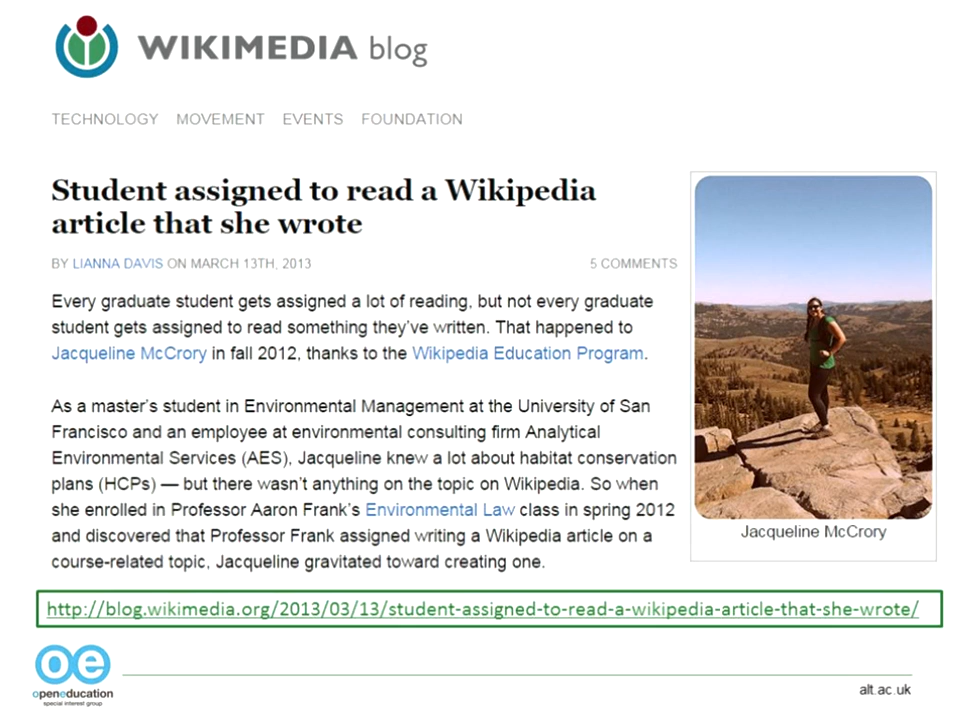 WIKIMEDIA blog
TECHNOLOGY MOVEMENT EVENTS FOUNDATION
Student assigned to read a Wikipedia
article that she wrote
BY LIANNA DAVIS ON MARCH 13TH, 2013 5 COMMENTS
Every graduate student gets assigned a lot of reading, but not every graduate
student gets assigned to read something they've written. That happened to
Jacqueline McCrory in fall 2012, thanks to the Wikipedia Education Program.
As a master's student in Environmental Management at the University of San
Francisco and an employee at environmental consulting firm Analytical
Environmental Services (AES), Jacqueline knew a lot about habitat conservation
plans (HCPs) — but there wasn't anything on the topic on Wikipedia. So when
she enrolled in Professor Aaron Frank's Environmental Law class in spring 2012
and discovered that Professor Frank assigned writing a Wikipedia article on a
course-related topic, Jacqueline gravitated toward creating one.
Jacqueline McCrory
http://blog.wikimedia.org/2013/03/13/student-assigned-to-read-a-wikipedia-article-that-she-wrote/
oe
openeducation
special interest group
alt.ac.uk